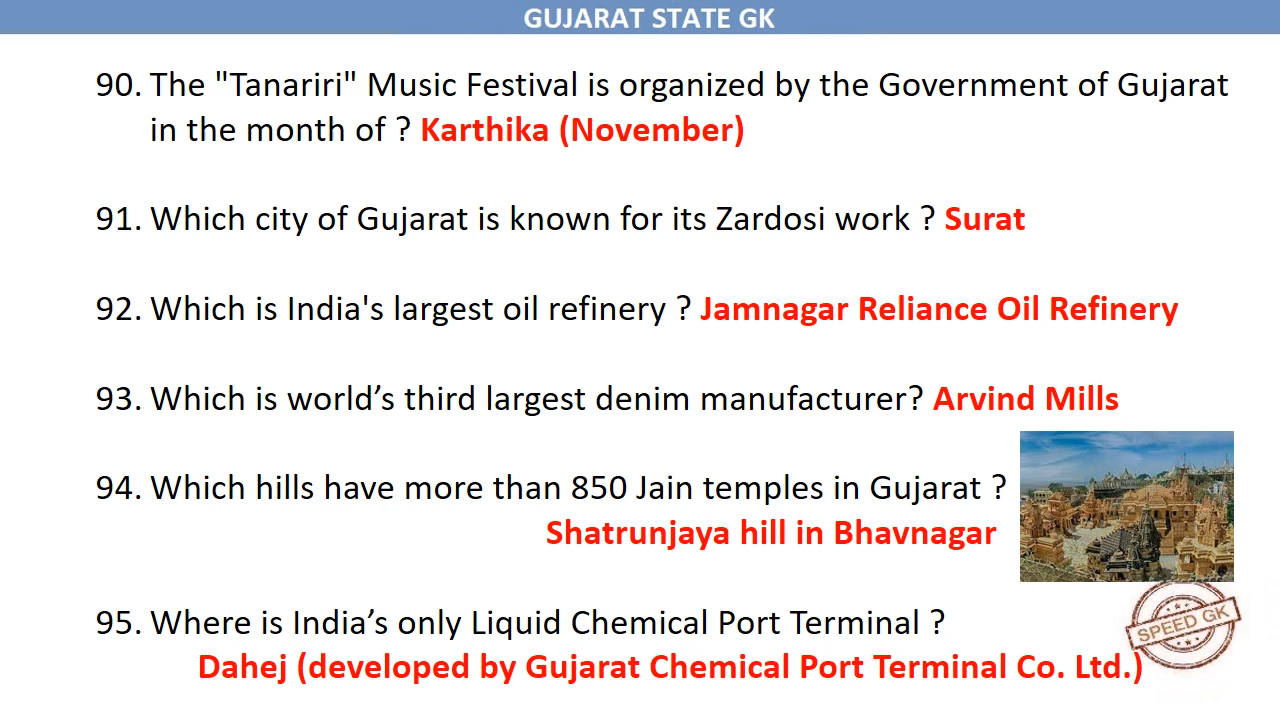 GUJARAT STATE GK
90. The "Tanariri" Music Festival is organized by the Government of Gujarat
in the month of ? Karthika (November)
91. Which city of Gujarat is known for its Zardosi work ? Surat
92. Which is India's largest oil refinery ? Jamnagar Reliance Oil Refinery
93. Which is world’s third largest denim manufacturer? Arvind Mills
94. Which hills have more than 850 Jain temples in Gujarat ?
Shatrunjaya hill in Bhavnagar
95. Where is India’s only Liquid Chemical Port Terminal ?
Dahej (developed by Gujarat Chemical Port Terminal Co. Ltd.)
SPEED GK